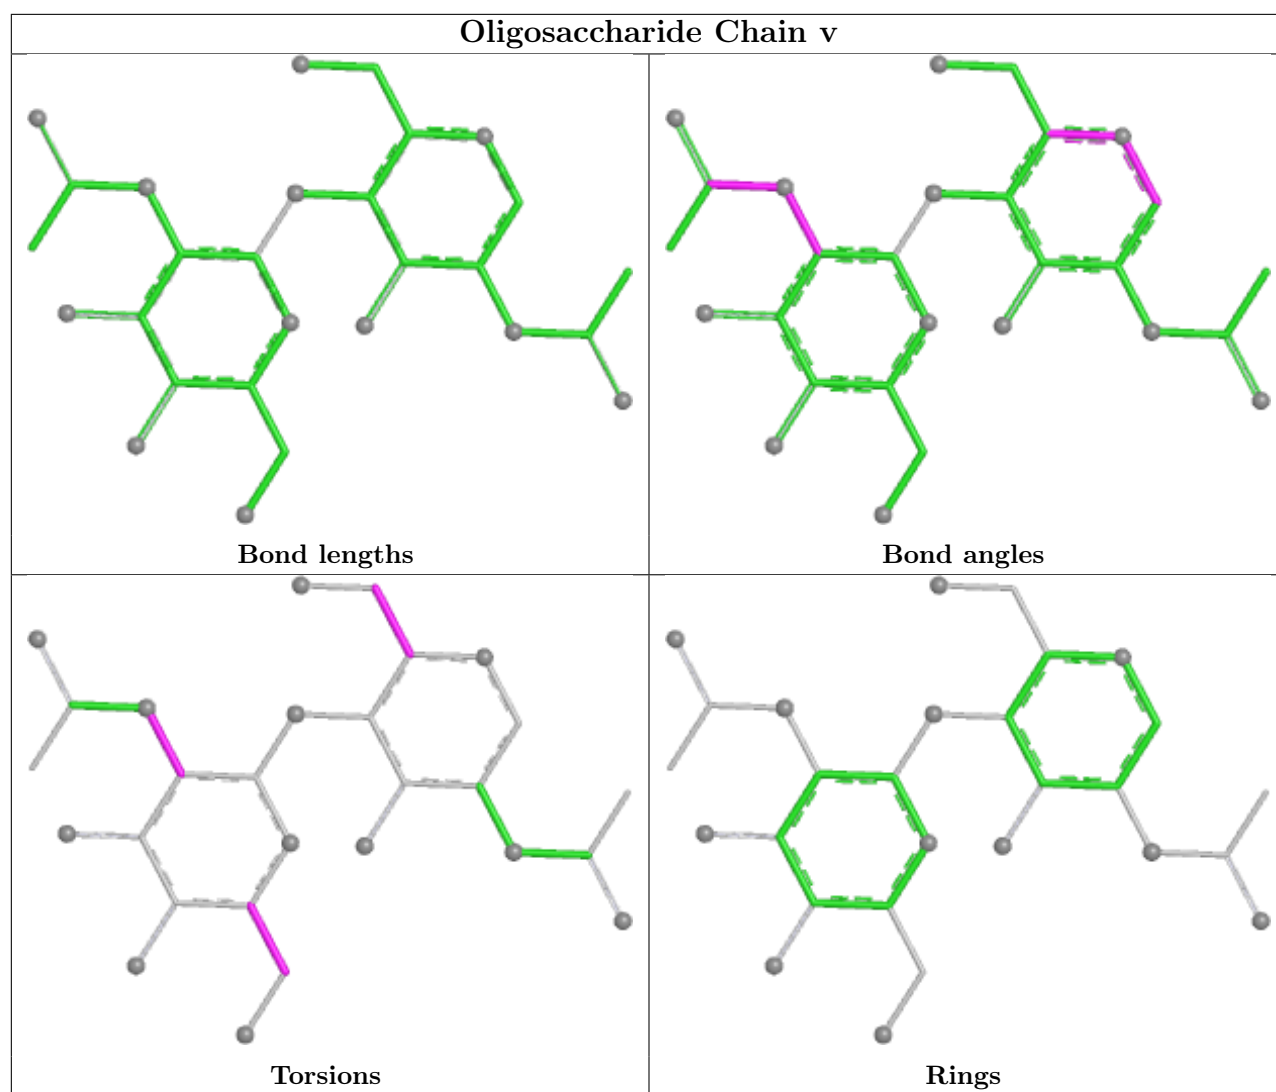 Oligosaccharide Chain v
Bond lengths
Bond angles
Torsions
Rings